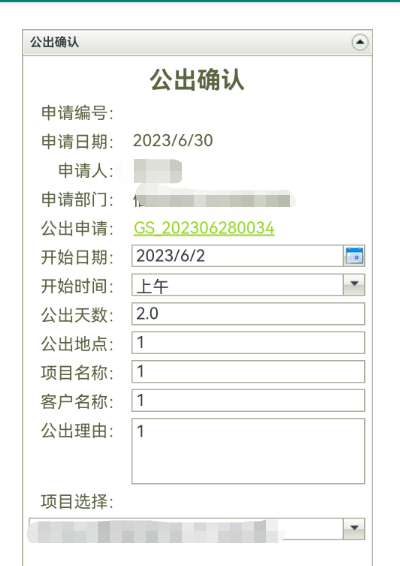 公出确认
公出确认
申请编号:
申请日期: 2023/6/30
申请人:
申请部门:
公出申请: GS_202306280034
开始日期: 2023/6/2
开始时间: 上午
公出天数: 2.0
公出地点: 1
项目名称: 1
客户名称: 1
公出理由: 1
项目选择: